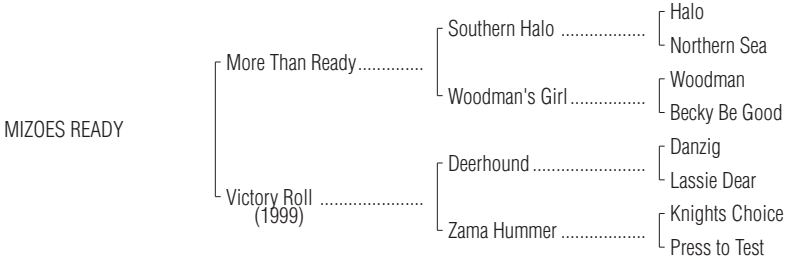 Halo
Southern Halo ..................
Northern Sea
More Than Ready..............
Woodman
Woodman's Girl ................
Becky Be Good
MIZOES READY
Danzig
Deerhound ........................
Lassie Dear
Victory Roll ......................
(1999)
Knights Choice
Zama Hummer ..................
Press to Test